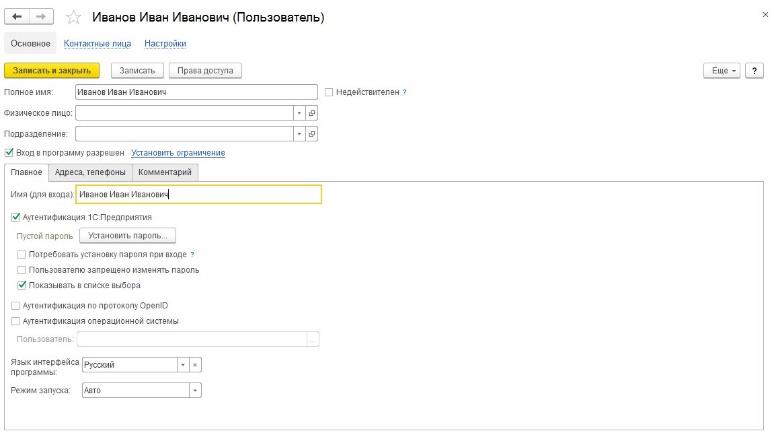 Иванов Иван Иванович (Пользователь)
Основное Контактные лица Настройки
Записать и закрыть Записать Права доступа Еще ?
Полное имя: Иванов Иван Иванович Недействителен ?
Физическое лицо:
Подразделение:
Вход в программу разрешен Установить ограничение
Главное Адреса, телефоны Комментарий
Имя (для входа): Иванов Иван Иванович
Аутентификация 1С:Предприятия
Пустой пароль Установить пароль...
Потребовать установку пароля при входе ?
Пользователю запрещено изменять пароль
Показывать в списке выбора
Аутентификация по протоколу OpenID
Аутентификация операционной системы
Пользователь: ...
Язык интерфейса
программы: Русский
Режим запуска: Авто